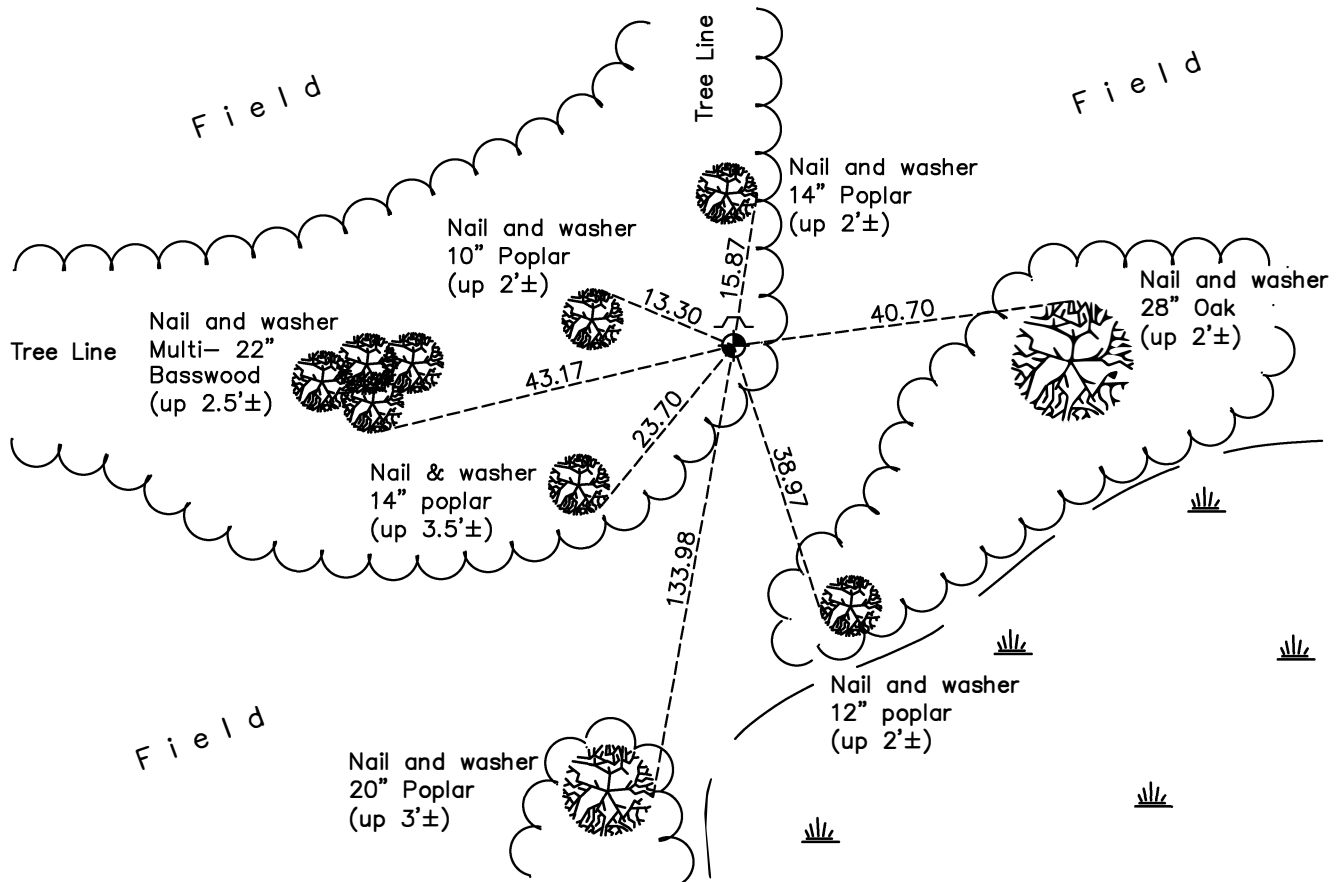 Tree Line
Field
Field
Nail and washer
14” Poplar
(up 2’±)
Nail and washer
10” Poplar
(up 2’±)
15.87
13.30
40.70
Nail and washer
28” Oak
(up 2’±)
Nail and washer
Multi– 22”
Basswood
(up 2.5’±)
Tree Line
43.17
23.70
38.97
Nail & washer
14” poplar
(up 3.5’±)
133.98
Nail and washer
12” poplar
(up 2’±)
Field
Nail and washer
20” Poplar
(up 3’±)